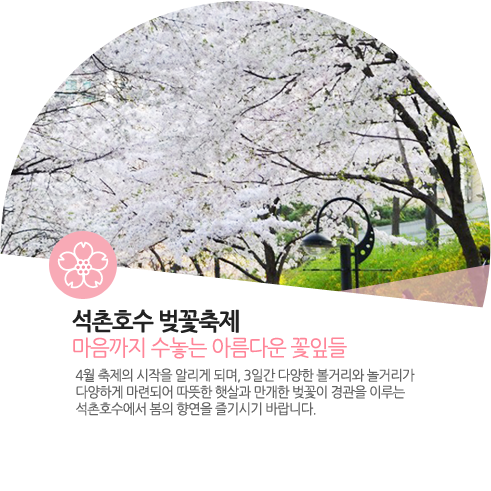 석촌호수 벚꽃축제
마음까지 수놓는 아름다운 꽃잎들
4월 축제의 시작을 알리게 되며, 3일간 다양한 볼거리와 놀거리가
다양하게 마련되어 따뜻한 햇살과 만개한 벚꽃이 경관을 이루는
석촌호수에서 봄의 향연을 즐기시기 바랍니다.